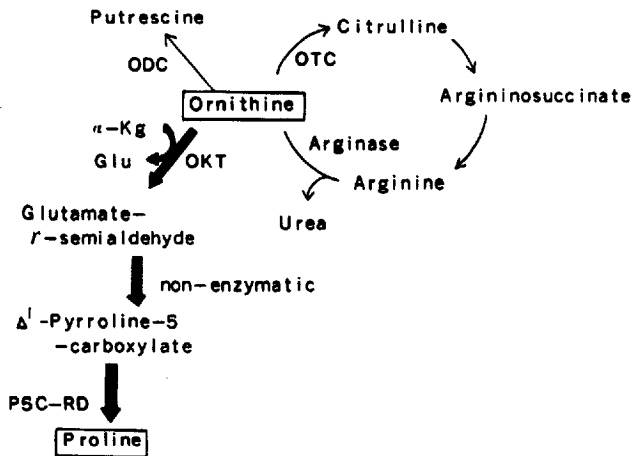 Putrescine
Citrulline
ODC
OTC
Ornithine
Argininosuccinate
α-Kg
Arginase
Glu
OKT
Arginine
Urea
Glutamate-
r-semialdehyde
non-enzymatic
Δ¹-Pyrroline-5
-carboxylate
P5C-RD
Proline